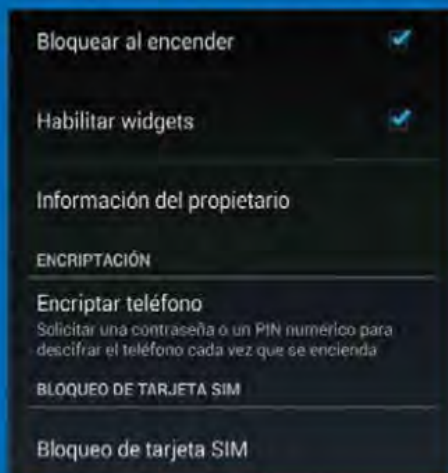 Bloquear al encender
Habilitar widgets
Información del propietario
ENCRIPTACIÓN
Encriptar teléfono
Solicitar una contraseña o un PIN numérico para
descifrar el teléfono cada vez que se encienda
BLOQUEO DE TARJETA SIM
Bloqueo de tarjeta SIM